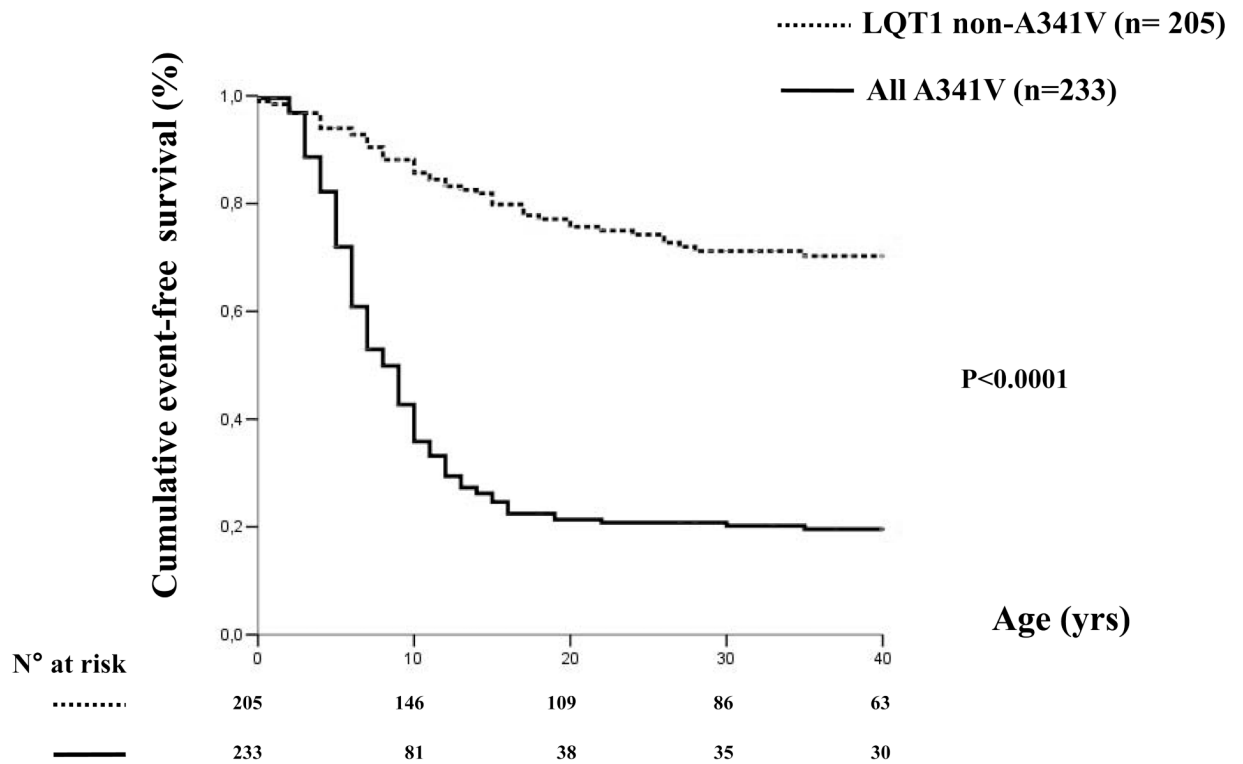 LQT1 non-A341V (n= 205)
All A341V (n=233)
Cumulative event-free survival (%)
1,0
0,8
0,6
0,4
0,2
0,0
P<0.0001
Age (yrs)
0 10 20 30 40
N° at risk
205 146 109 86 63
233 81 38 35 30